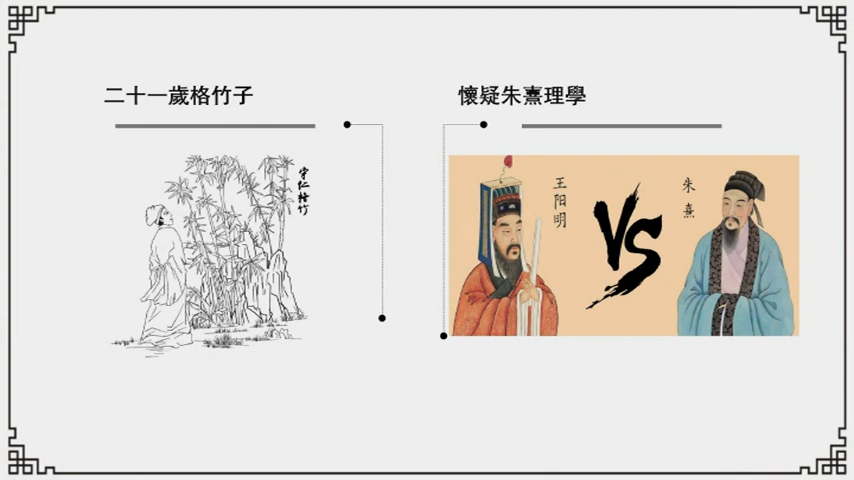 二十一歲格竹子
懷疑朱熹理學
守仁格竹
王阳明
VS
朱熹